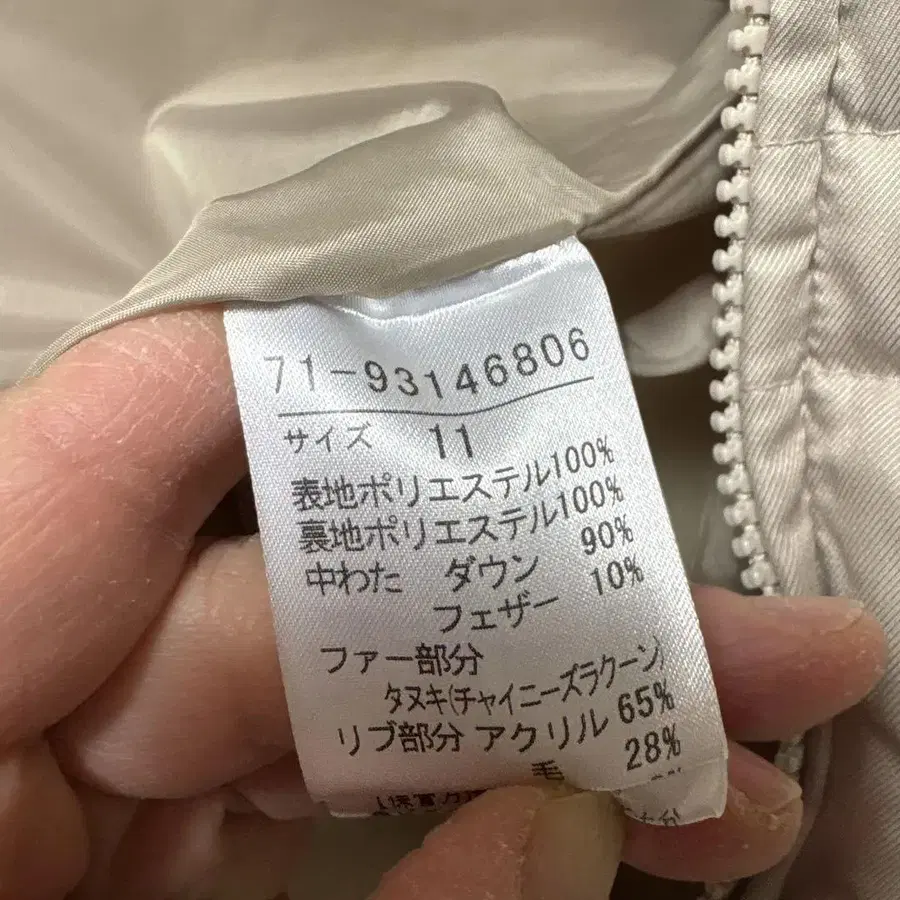 71-93146806
サイズ 11
表地ポリエステル100%
裏地ポリエステル100%
中わた ダウン 90%
フェザー 10%
ファー部分
タヌキ(チャイニーズラクーン)
リブ部分 アクリル 65%
毛 28%